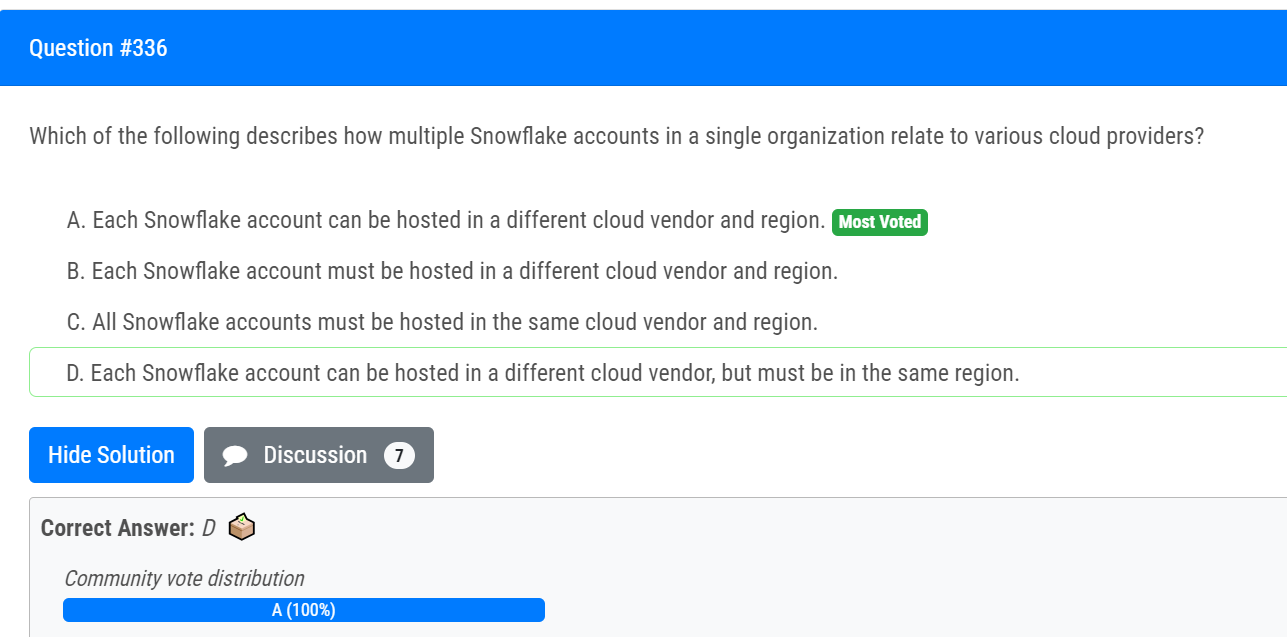 Question #336
Which of the following describes how multiple Snowflake accounts in a single organization relate to various cloud providers?
A. Each Snowflake account can be hosted in a different cloud vendor and region. Most Voted
B. Each Snowflake account must be hosted in a different cloud vendor and region.
C. All Snowflake accounts must be hosted in the same cloud vendor and region.
D. Each Snowflake account can be hosted in a different cloud vendor, but must be in the same region.
Hide Solution Discussion 7
Correct Answer: D
Community vote distribution
A (100%)